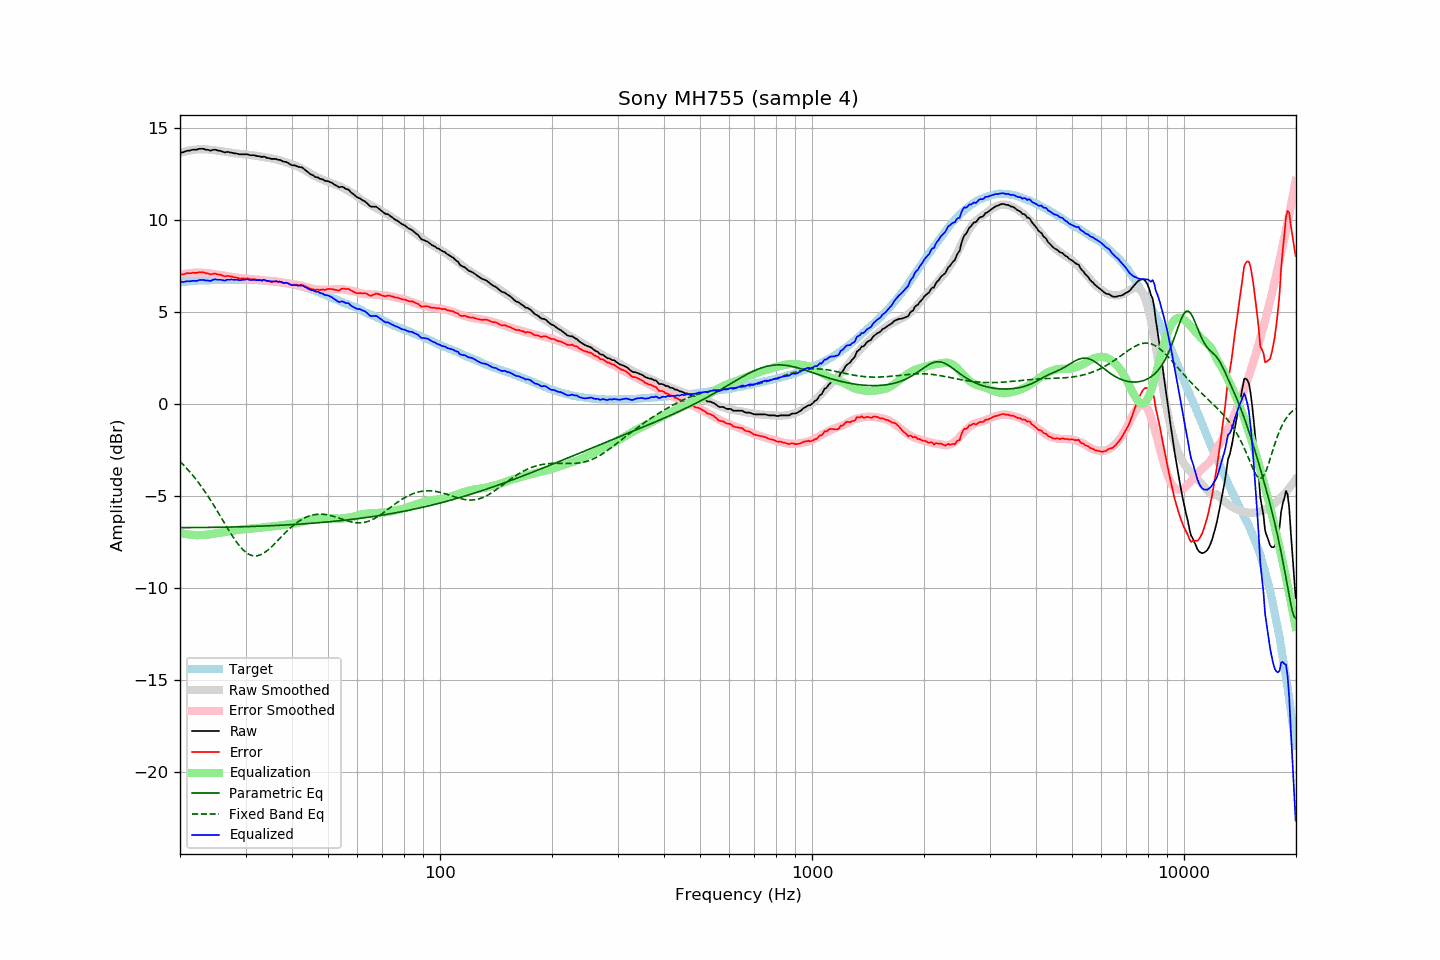 Sony MH755 (sample 4)
15
10
5
0
−5
−10
−15
−20
Amplitude (dBr)
Target
Raw Smoothed
Error Smoothed
Raw
Error
Equalization
Parametric Eq
Fixed Band Eq
Equalized
100
1000
10000
Frequency (Hz)